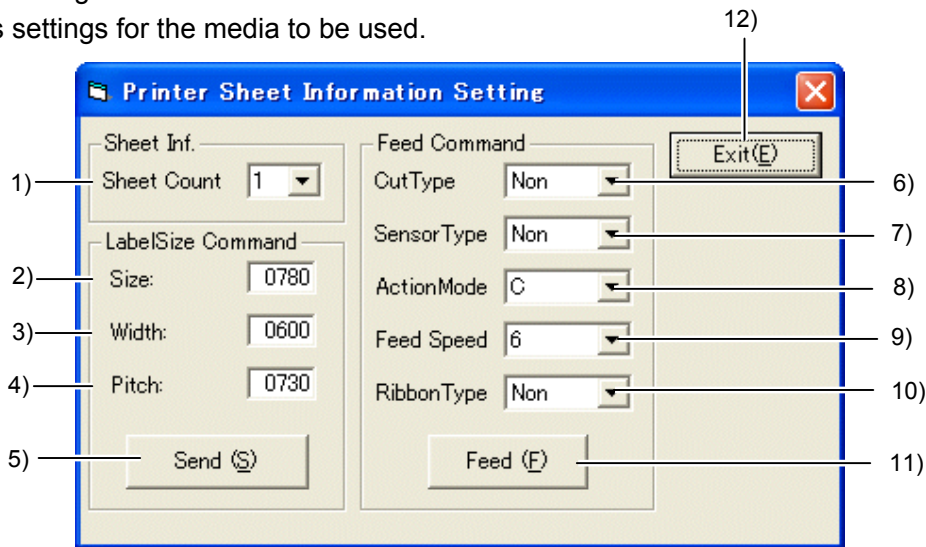 s settings for the media to be used.
12)
Printer Sheet Information Setting
Sheet Inf.
Feed Command
Exit(E)
1)
Sheet Count
1
CutType
Non
6)
LabelSize Command
SensorType
Non
7)
2)
Size:
0780
ActionMode
C
8)
3)
Width:
0600
Feed Speed
6
9)
4)
Pitch:
0730
RibbonType
Non
10)
5)
Send (S)
Feed (F)
11)